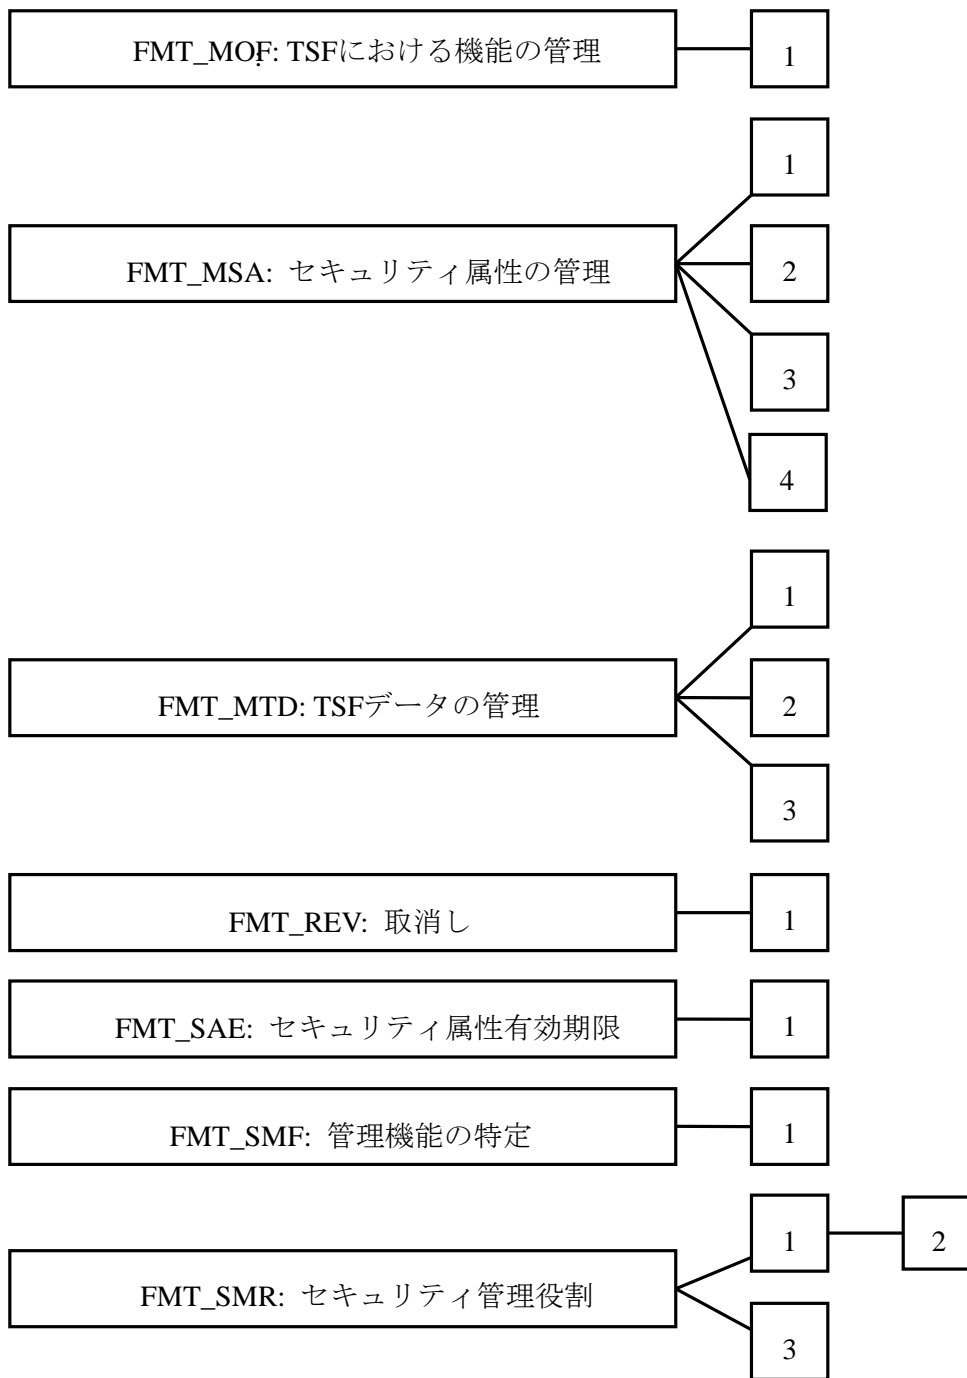 FMT_MOF: TSFにおける機能の管理
1
1
FMT_MSA: セキュリティ属性の管理
2
3
4
1
FMT_MTD: TSFデータの管理
2
3
FMT_REV: 取消し
1
FMT_SAE: セキュリティ属性有効期限
1
FMT_SMF: 管理機能の特定
1
1
2
FMT_SMR: セキュリティ管理役割
3